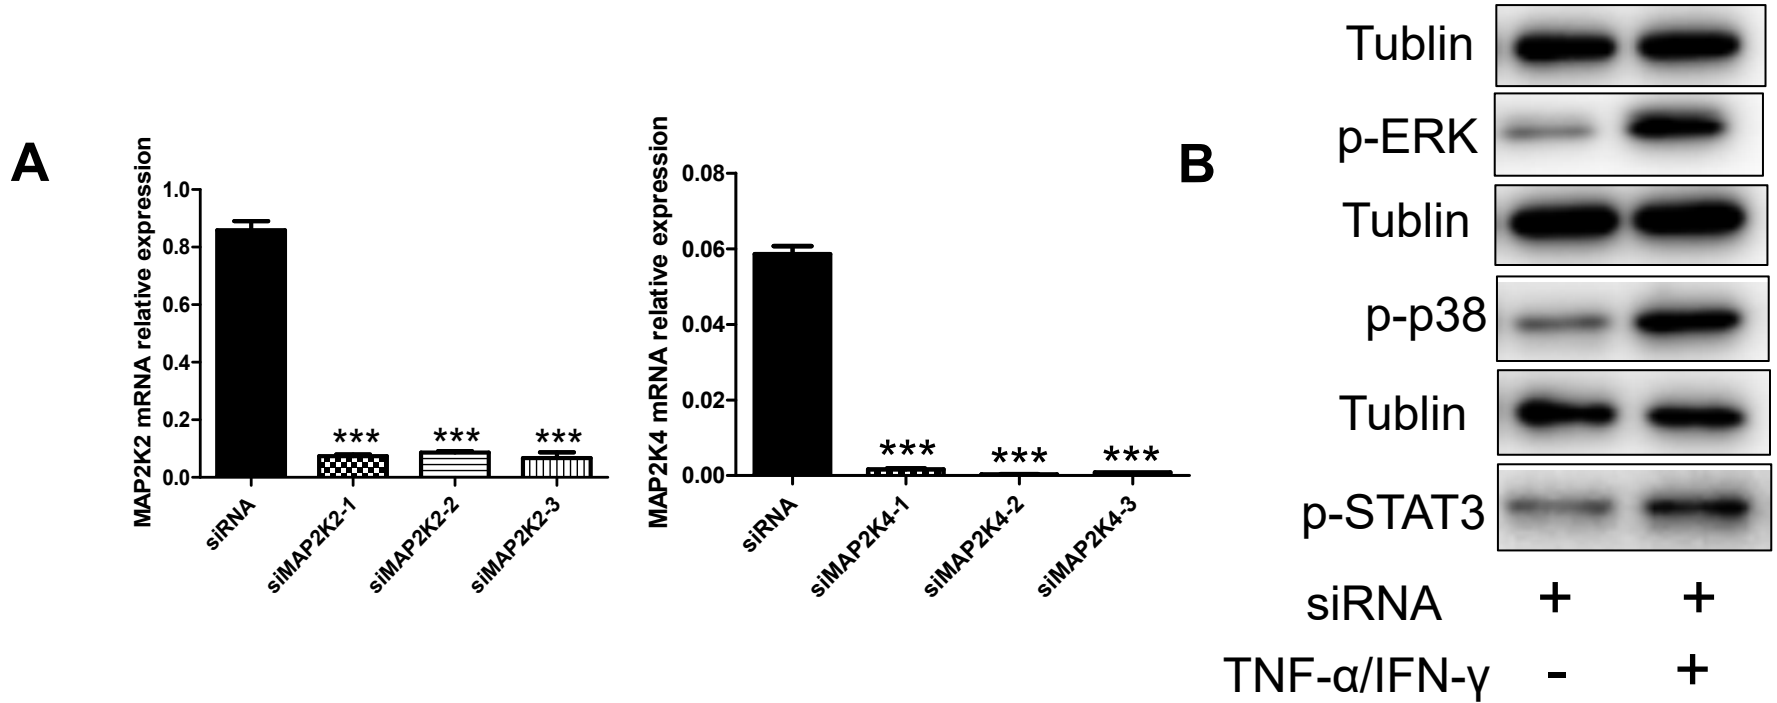 A
MAP2K2 mRNA relative expression
1.0
0.8
0.6
0.4
0.2
0.0
***
***
***
siRNA
siMAP2K2-1
siMAP2K2-2
siMAP2K2-3
MAP2K4 mRNA relative expression
0.08
0.06
0.04
0.02
0.00
***
***
***
siRNA
siMAP2K4-1
siMAP2K4-2
siMAP2K4-3
B
Tublin
p-ERK
Tublin
p-p38
Tublin
p-STAT3
siRNA + +
TNF-α/IFN-γ - +